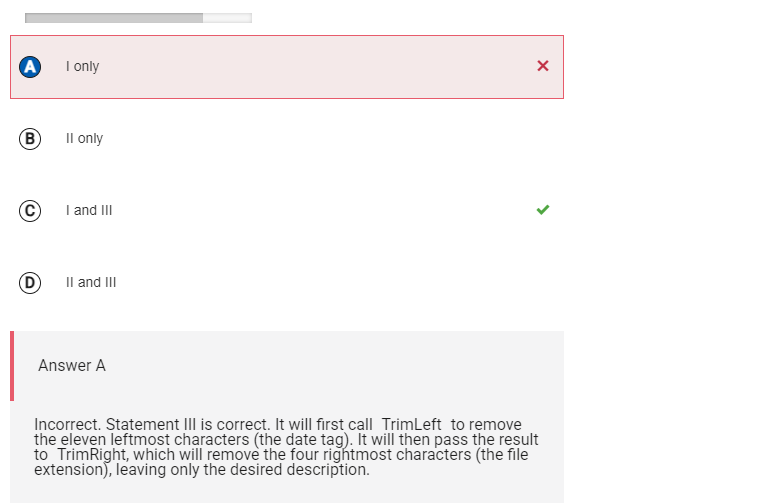 A I only
B II only
C I and III
D II and III
Answer A
Incorrect. Statement III is correct. It will first call TrimLeft to remove
the eleven leftmost characters (the date tag). It will then pass the result
to TrimRight, which will remove the four rightmost characters (the file
extension), leaving only the desired description.